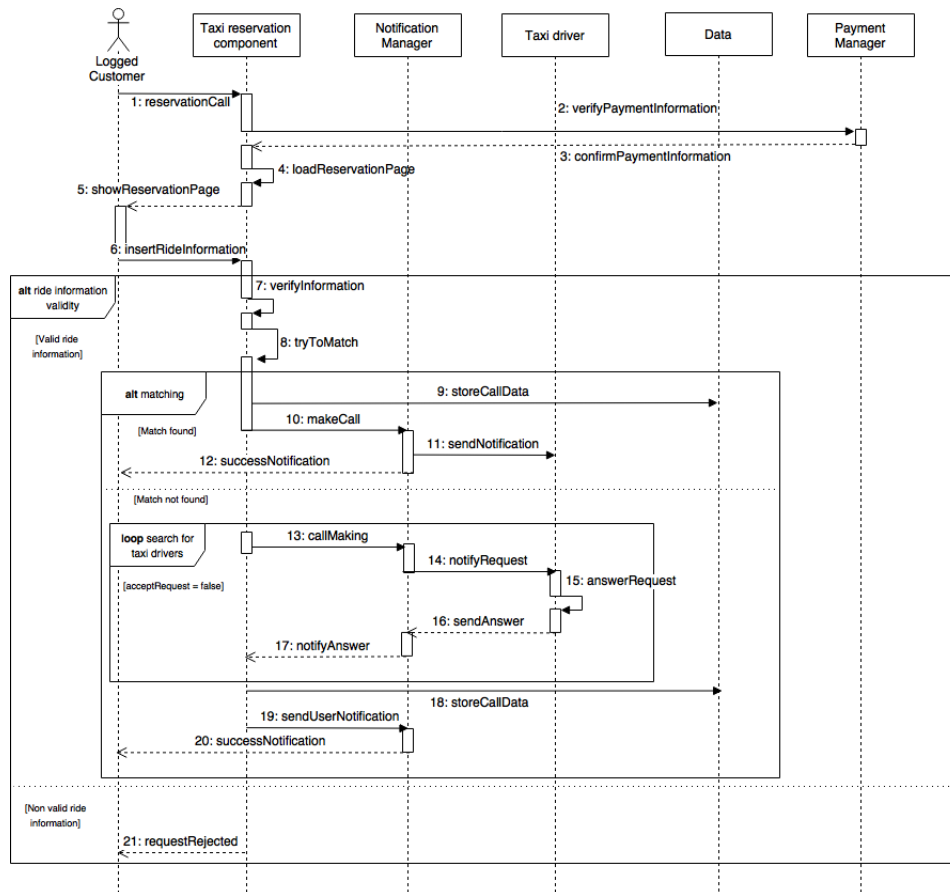 Logged
Customer
Taxi reservation
component
Notification
Manager
Taxi driver
Data
Payment
Manager
1: reservationCall
2: verifyPaymentInformation
3: confirmPaymentInformation
4: loadReservationPage
5: showReservationPage
6: insertRideInformation
alt ride information
validity
7: verifyInformation
[Valid ride
information]
8: tryToMatch
alt matching
9: storeCallData
[Match found]
10: makeCall
11: sendNotification
12: successNotification
[Match not found]
loop search for
taxi drivers
13: callMaking
14: notifyRequest
[acceptRequest = false]
15: answerRequest
16: sendAnswer
17: notifyAnswer
18: storeCallData
19: sendUserNotification
20: successNotification
[Non valid ride
information]
21: requestRejected